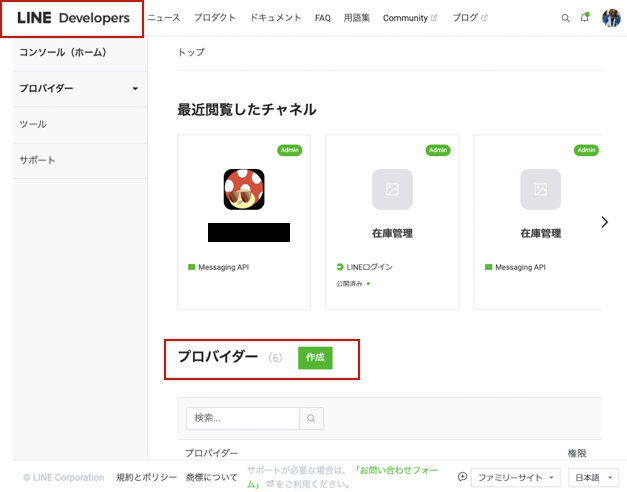 LINE Developers
ニュース プロダクト ドキュメント FAQ 用語集 Community ブログ
コンソール（ホーム）
プロバイダー
ツール
サポート
トップ
最近閲覧したチャネル
Admin
Messaging API
Admin
在庫管理
LINEログイン
公開済み
Admin
在庫管理
Messaging API
プロバイダー (6) 作成
検索...
プロバイダー 権限
© LINE Corporation 規約とポリシー 商標について
サポートが必要な場合は、「お問い合わせフォー
ム」をご利用ください。
ファミリーサイト 日本語